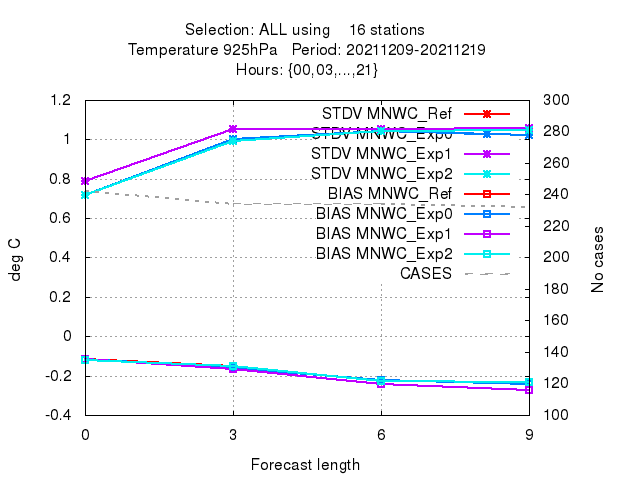 Selection: ALL using    16 stations
Temperature 925hPa   Period: 20211209-20211219
Hours: {00,03,...,21}
STDV MNWC_Ref
STDV MNWC_Exp0
STDV MNWC_Exp1
STDV MNWC_Exp2
BIAS MNWC_Ref
BIAS MNWC_Exp0
BIAS MNWC_Exp1
BIAS MNWC_Exp2
CASES
deg C
1.2
1
0.8
0.6
0.4
0.2
0
-0.2
-0.4
300
280
260
240
220
200
180
160
140
120
100
No cases
0 3 6 9
Forecast length